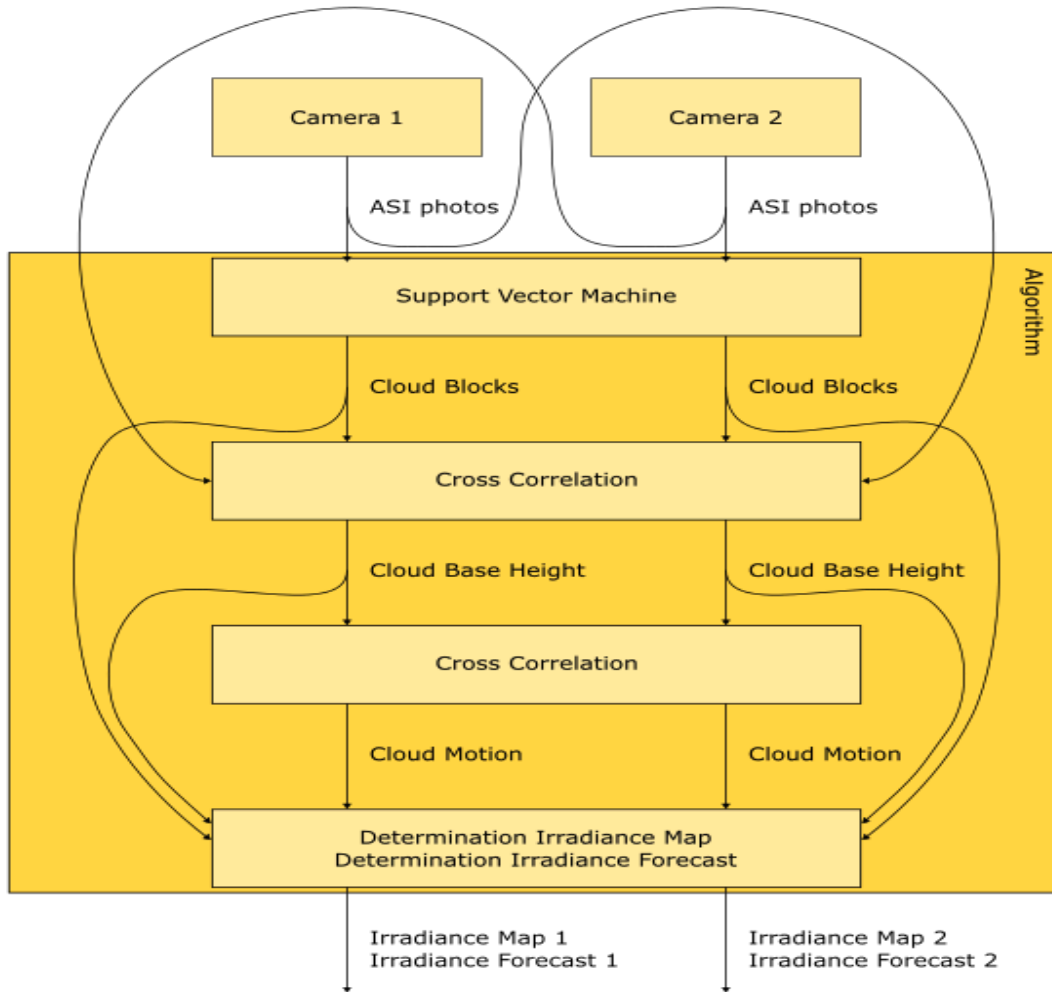 Camera 1
Camera 2
ASI photos
ASI photos
Algorithm
Support Vector Machine
Cloud Blocks
Cloud Blocks
Cross Correlation
Cloud Base Height
Cloud Base Height
Cross Correlation
Cloud Motion
Cloud Motion
Determination Irradiance Map
Determination Irradiance Forecast
Irradiance Map 1
Irradiance Forecast 1
Irradiance Map 2
Irradiance Forecast 2